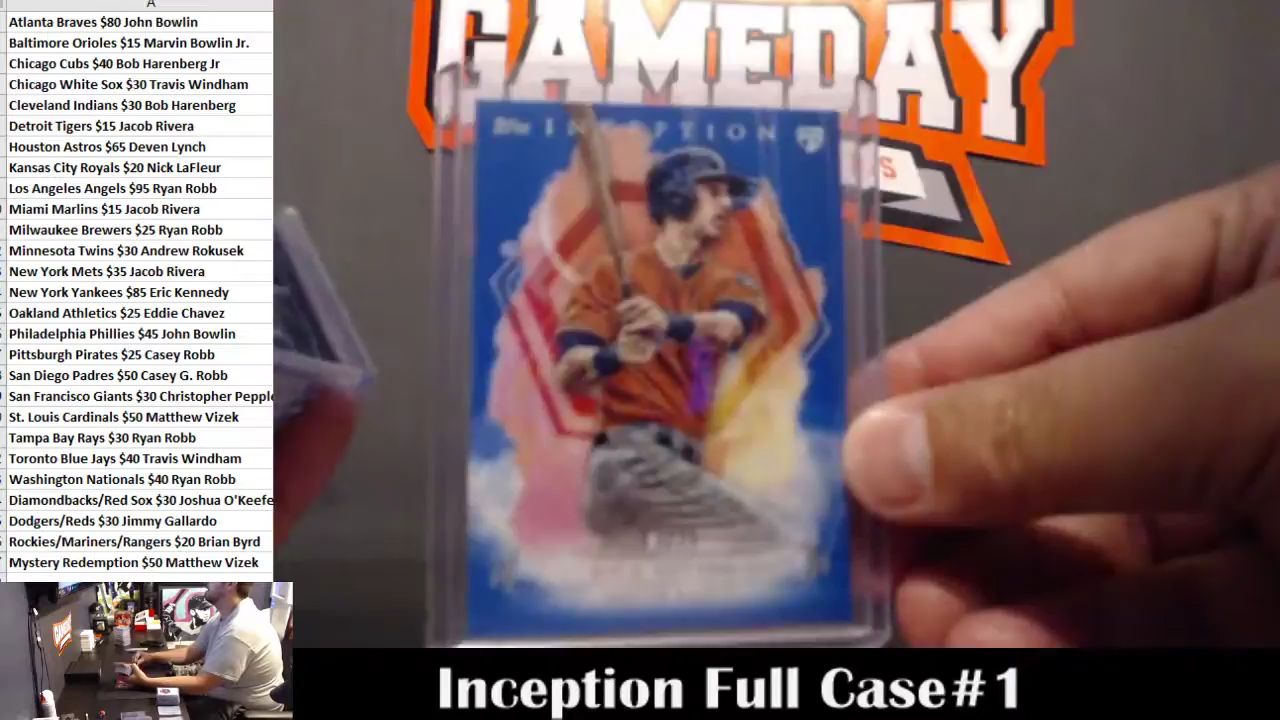 A
Atlanta Braves $80 John Bowlin
Baltimore Orioles $15 Marvin Bowlin Jr.
Chicago Cubs $40 Bob Harenberg Jr
Chicago White Sox $30 Travis Windham
Cleveland Indians $30 Bob Harenberg
Detroit Tigers $15 Jacob Rivera
Houston Astros $65 Deven Lynch
Kansas City Royals $20 Nick LaFleur
Los Angeles Angels $95 Ryan Robb
Miami Marlins $15 Jacob Rivera
Milwaukee Brewers $25 Ryan Robb
Minnesota Twins $30 Andrew Rokusek
New York Mets $35 Jacob Rivera
New York Yankees $85 Eric Kennedy
Oakland Athletics $25 Eddie Chavez
Philadelphia Phillies $45 John Bowlin
Pittsburgh Pirates $25 Casey Robb
San Diego Padres $50 Casey G. Robb
San Francisco Giants $30 Christopher Pepple
St. Louis Cardinals $50 Matthew Vizek
Tampa Bay Rays $30 Ryan Robb
Toronto Blue Jays $40 Travis Windham
Washington Nationals $40 Ryan Robb
Diamondbacks/Red Sox $30 Joshua O'Keefe
Dodgers/Reds $30 Jimmy Gallardo
Rockies/Mariners/Rangers $20 Brian Byrd
Mystery Redemption $50 Matthew Vizek
GAMEDAY
Topps INCEPTION
Inception Full Case#1